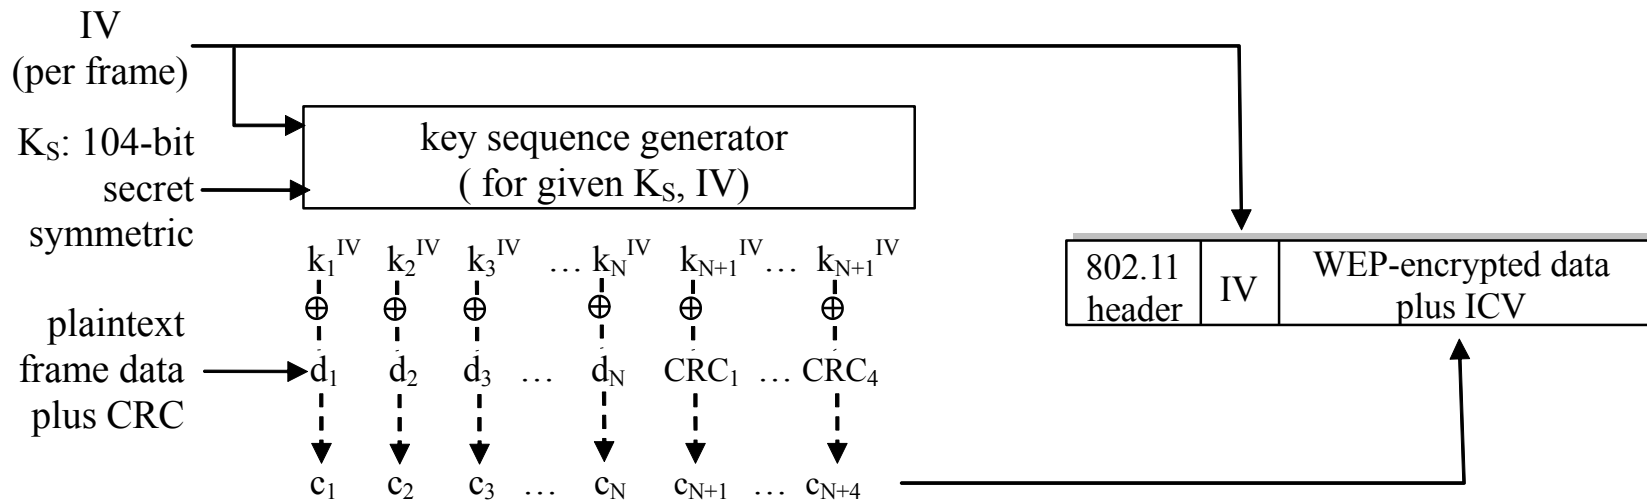 IV
(per frame)
K_S: 104-bit
secret
symmetric
key sequence generator
( for given K_S, IV)
k_1^IV k_2^IV k_3^IV … k_N^IV k_N+1^IV … k_N+1^IV
plaintext
frame data
plus CRC
d_1 d_2 d_3 … d_N CRC_1 … CRC_4
c_1 c_2 c_3 … c_N c_N+1 … c_N+4
802.11
header
IV
WEP-encrypted data
plus ICV